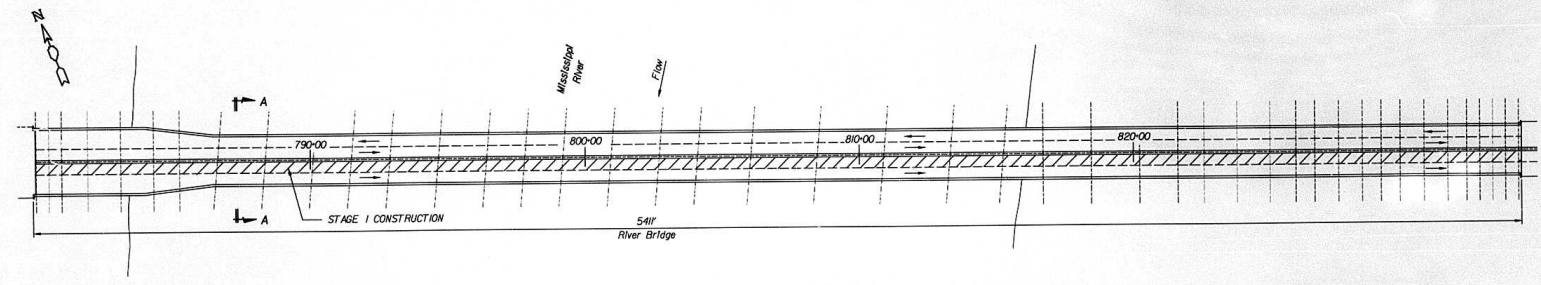 N
Mississippi
River
Flow
A
790+00
800+00
810+00
820+00
A
STAGE I CONSTRUCTION
5411'
River Bridge